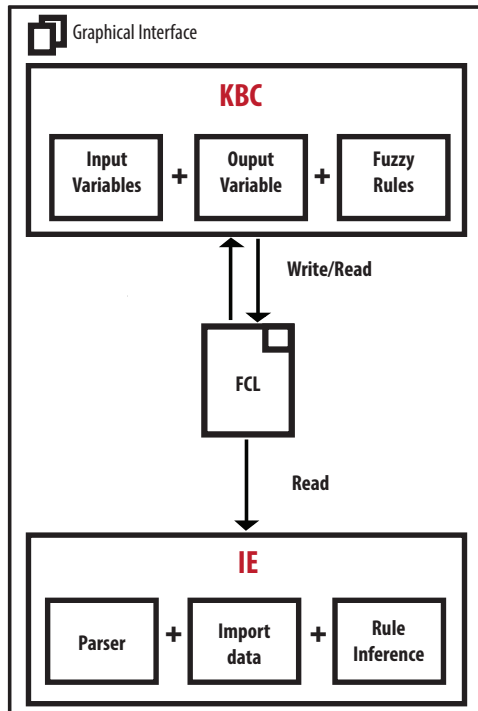 Graphical Interface
KBC
Input
Variables
+
Ouput
Variable
+
Fuzzy
Rules
Write/Read
FCL
Read
IE
Parser
+
Import
data
+
Rule
Inference